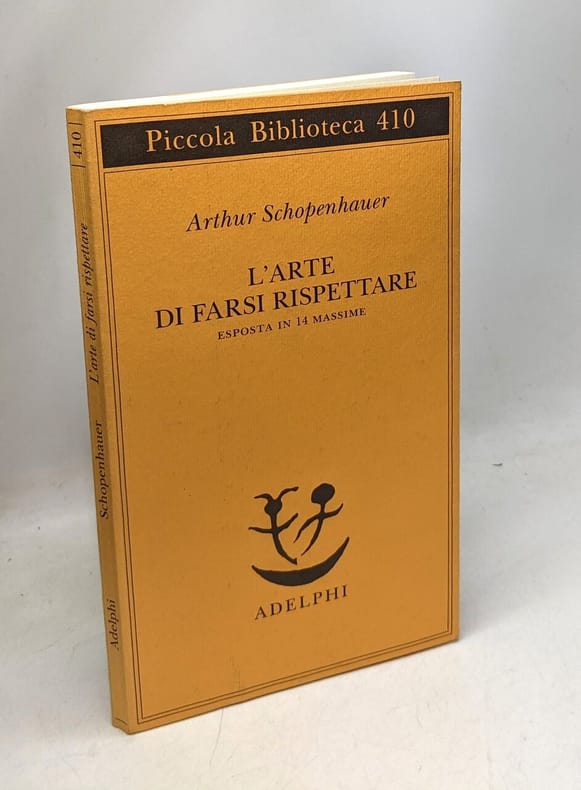 Piccola Biblioteca 410
Arthur Schopenhauer
L'ARTE
DI FARSI RISPETTARE
ESPOSTA IN 14 MASSIME
ADELPHI
410
L'arte di farsi rispettare
Schopenhauer
Adelphi